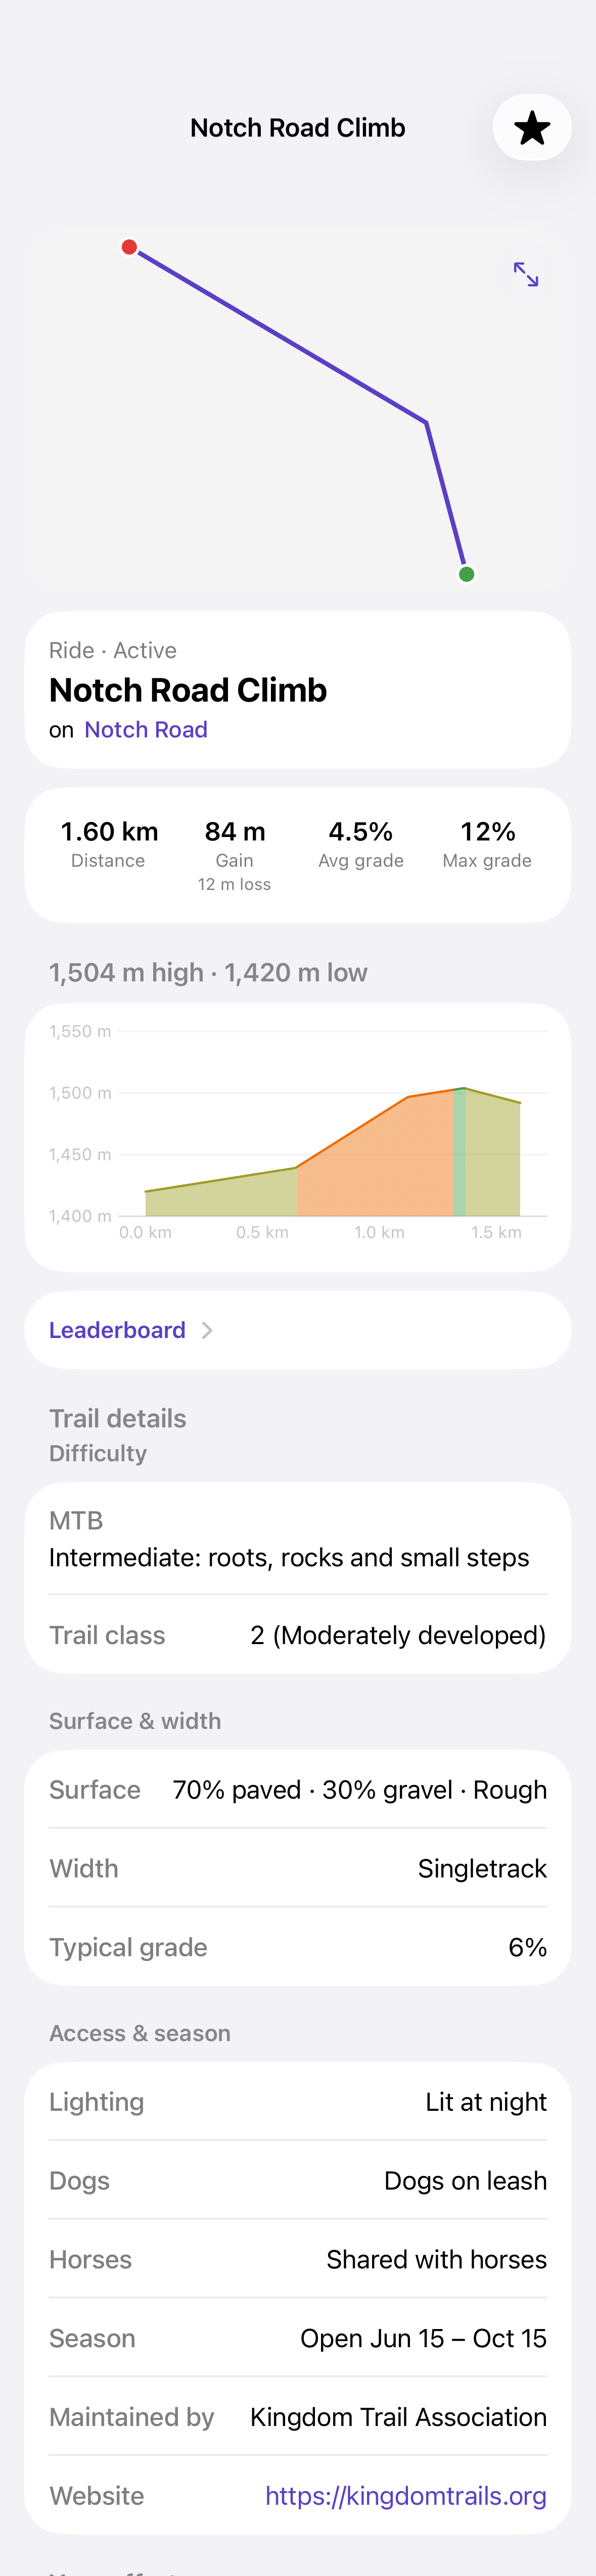 Notch Road Climb
Ride · Active
Notch Road Climb
on Notch Road
1.60 km 84 m 4.5% 12%
Distance Gain Avg grade Max grade
12 m loss
1,504 m high · 1,420 m low
1,550 m
1,500 m
1,450 m
1,400 m
0.0 km 0.5 km 1.0 km 1.5 km
Leaderboard
Trail details
Difficulty
MTB
Intermediate: roots, rocks and small steps
Trail class 2 (Moderately developed)
Surface & width
Surface 70% paved · 30% gravel · Rough
Width Singletrack
Typical grade 6%
Access & season
Lighting Lit at night
Dogs Dogs on leash
Horses Shared with horses
Season Open Jun 15 – Oct 15
Maintained by Kingdom Trail Association
Website https://kingdomtrails.org